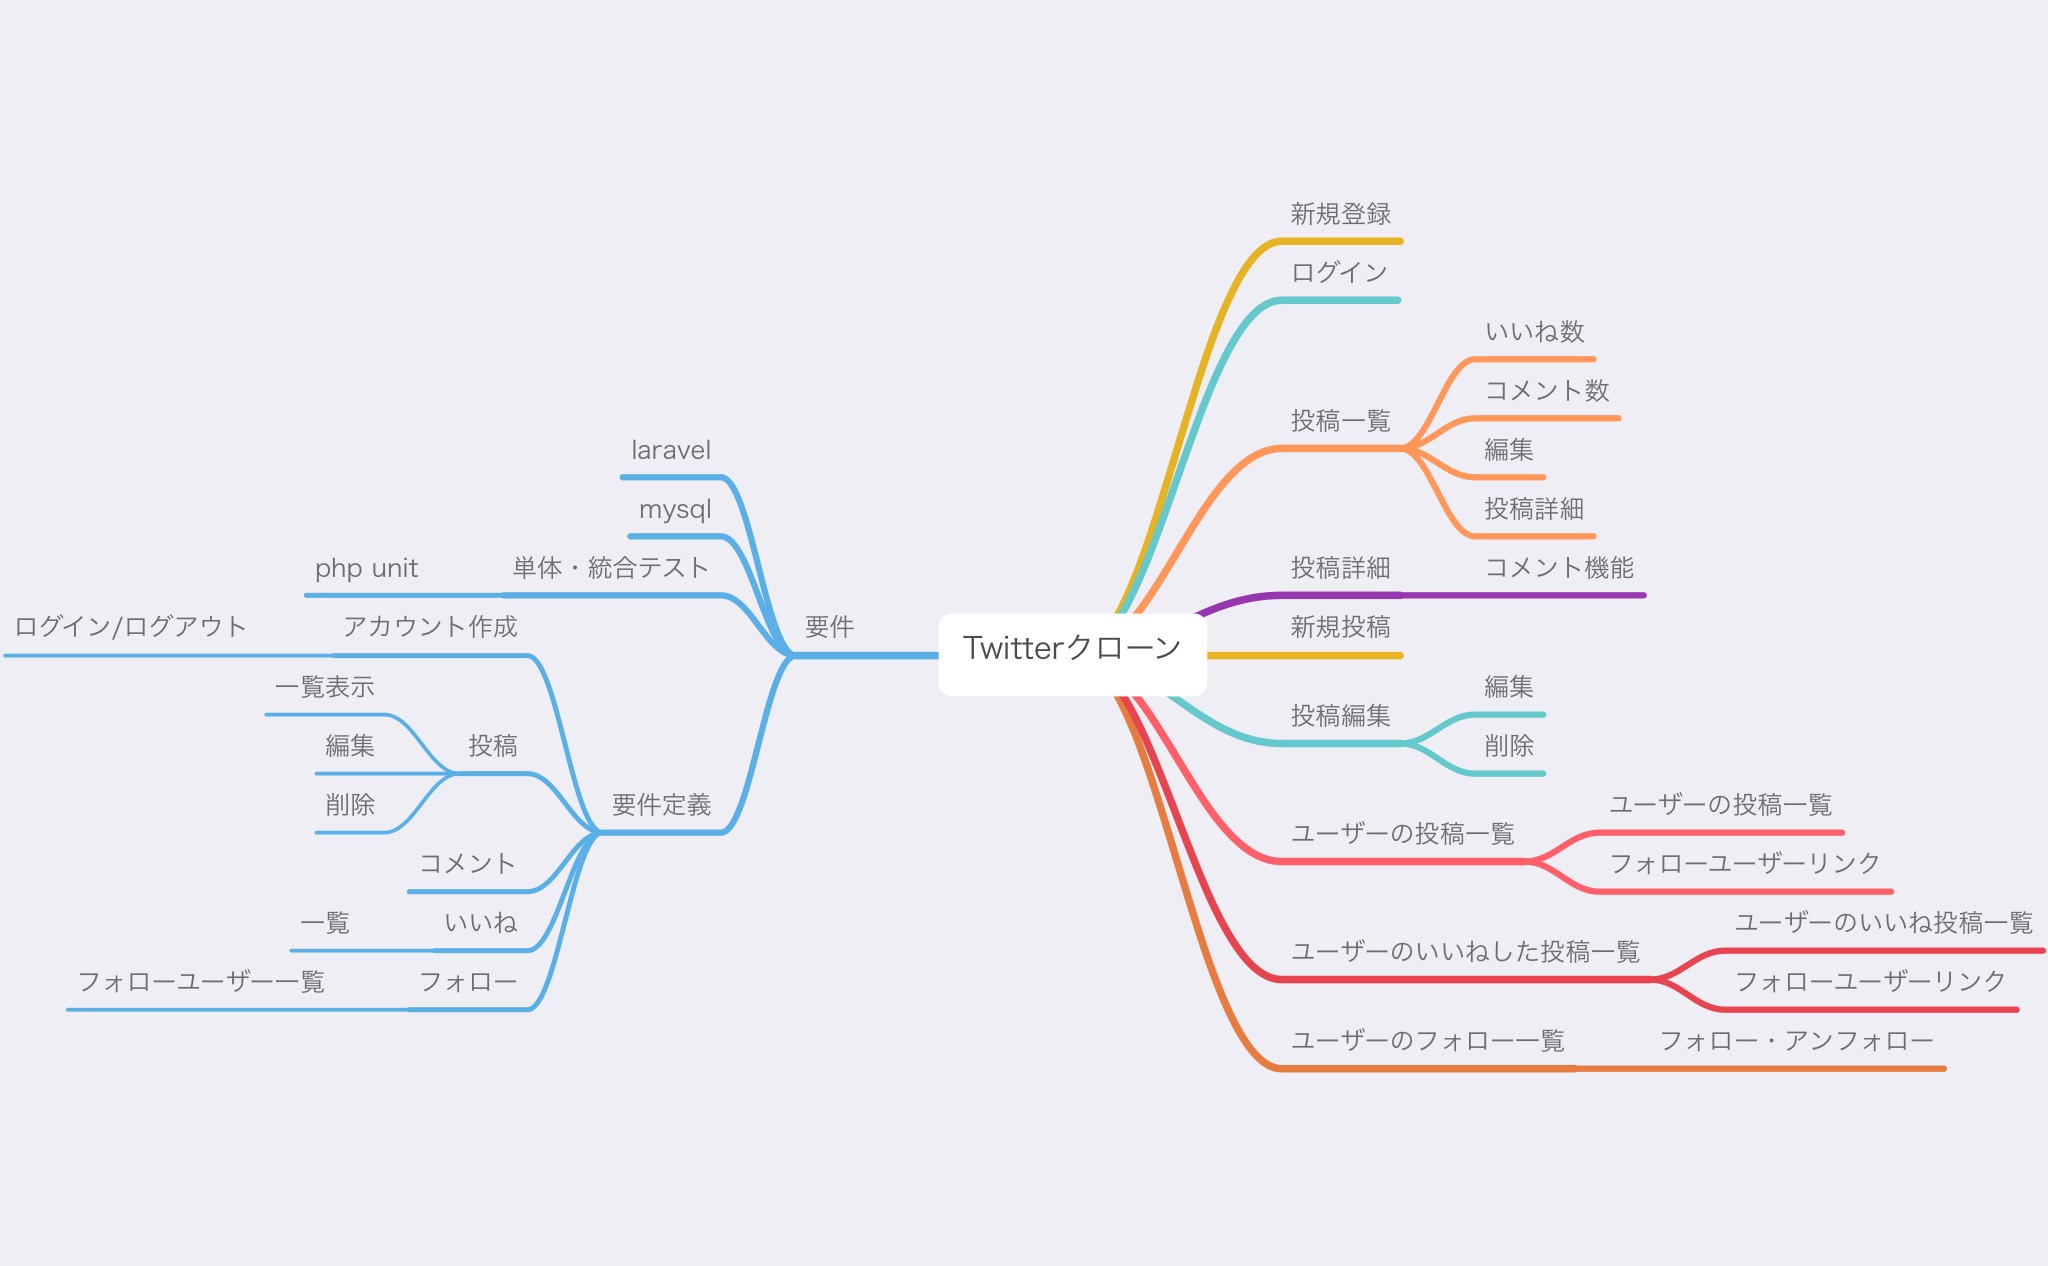 Twitterクローン
要件
laravel
mysql
単体・統合テスト
php unit
要件定義
アカウント作成
ログイン/ログアウト
投稿
一覧表示
編集
削除
コメント
いいね
一覧
フォロー
フォローユーザー一覧
新規登録
ログイン
投稿一覧
いいね数
コメント数
編集
投稿詳細
投稿詳細
コメント機能
新規投稿
投稿編集
編集
削除
ユーザーの投稿一覧
ユーザーの投稿一覧
フォローユーザーリンク
ユーザーのいいねした投稿一覧
ユーザーのいいね投稿一覧
フォローユーザーリンク
ユーザーのフォロー一覧
フォロー・アンフォロー